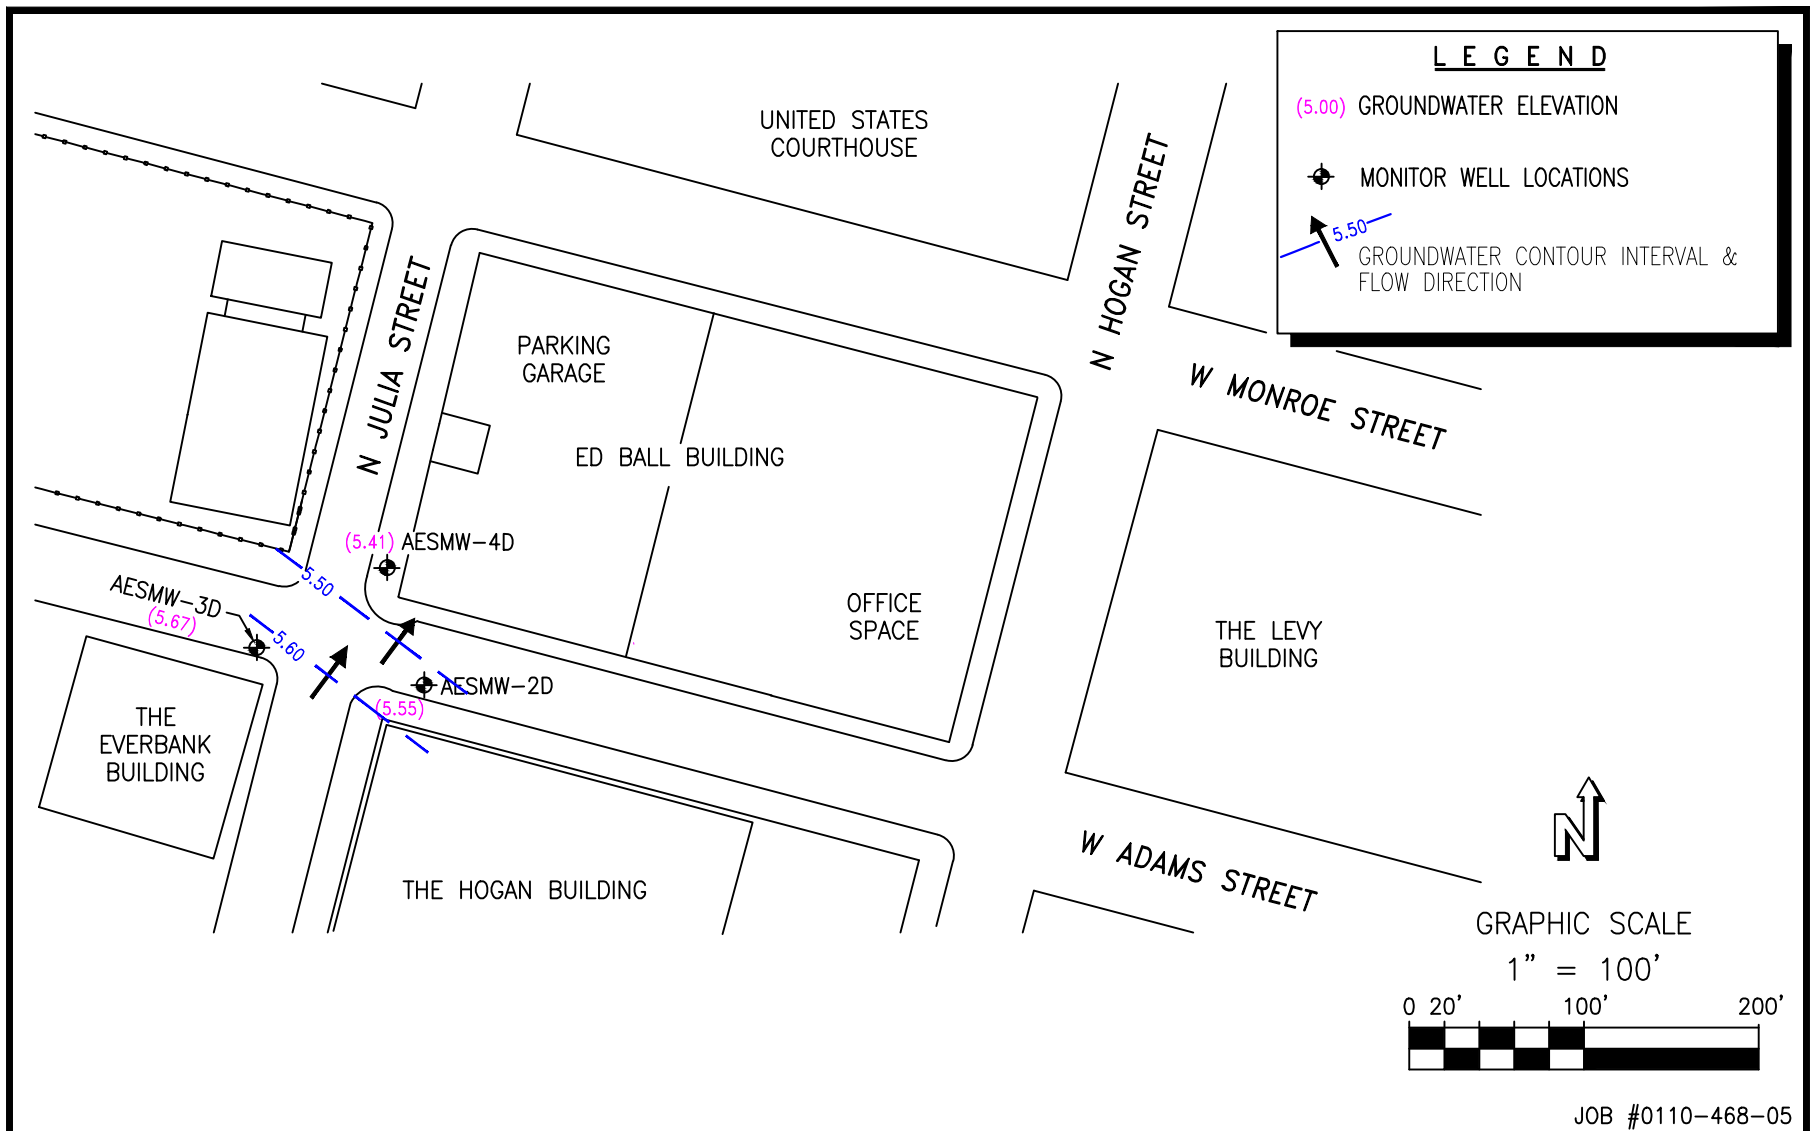 L E G E N D
(5.00) GROUNDWATER ELEVATION
MONITOR WELL LOCATIONS
5.50
GROUNDWATER CONTOUR INTERVAL &
FLOW DIRECTION
UNITED STATES
COURTHOUSE
N HOGAN STREET
N JULIA STREET
PARKING
GARAGE
W MONROE STREET
ED BALL BUILDING
(5.41) AESMW-4D
5.50
AESMW-3D
(5.67)
5.60
OFFICE
SPACE
THE LEVY
BUILDING
AESMW-2D
(5.55)
THE
EVERBANK
BUILDING
THE HOGAN BUILDING
W ADAMS STREET
N
GRAPHIC SCALE
1" = 100'
0 20' 100' 200'
JOB #0110-468-05